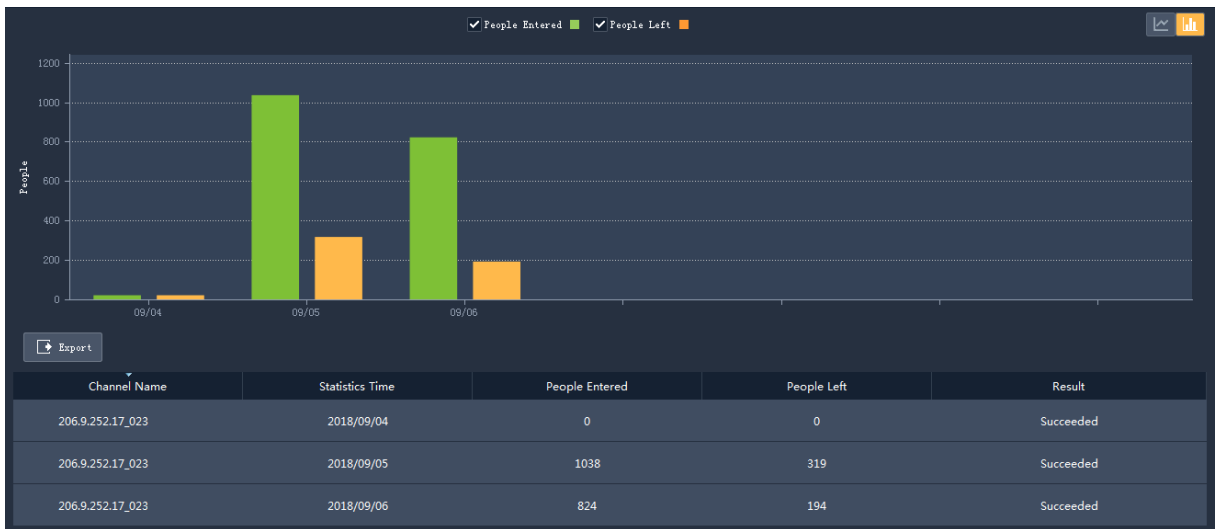 People Entered People Left
1200
1000
800
600
400
200
0
People
09/04 09/05 09/06
Export
Channel Name Statistics Time People Entered People Left Result
206.9.252.17_023 2018/09/04 0 0 Succeeded
206.9.252.17_023 2018/09/05 1038 319 Succeeded
206.9.252.17_023 2018/09/06 824 194 Succeeded